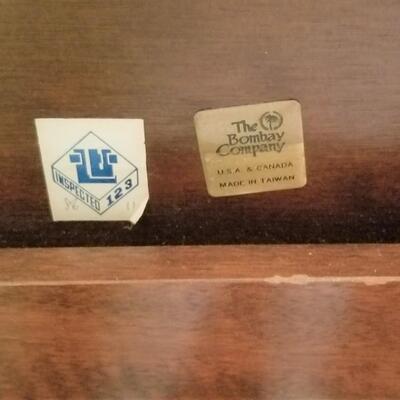 INSPECTED
123
The
Bombay
Company
U.S.A. & CANADA
MADE IN TAIWAN